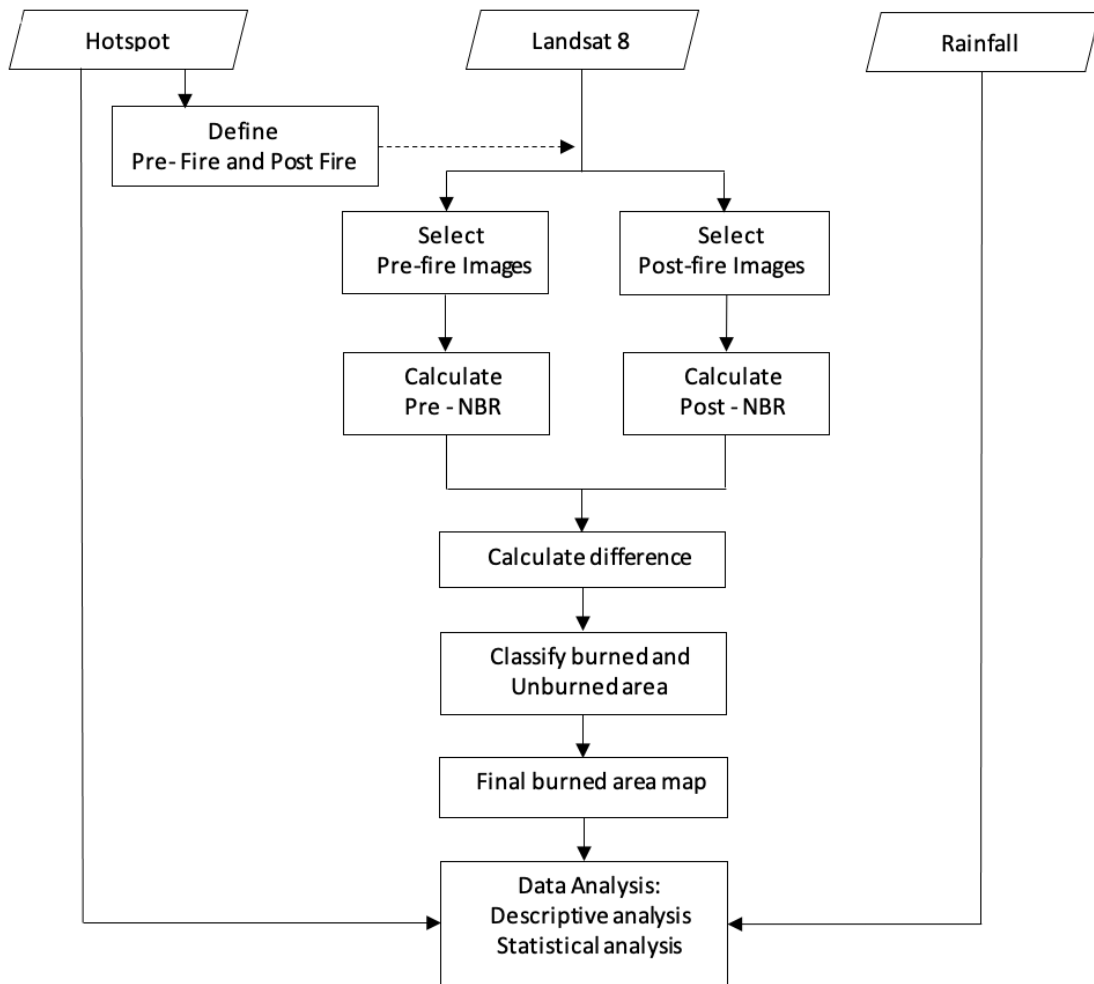 Hotspot
Landsat 8
Rainfall
Define
Pre- Fire and Post Fire
Select
Pre-fire Images
Select
Post-fire Images
Calculate
Pre - NBR
Calculate
Post - NBR
Calculate difference
Classify burned and
Unburned area
Final burned area map
Data Analysis:
Descriptive analysis
Statistical analysis